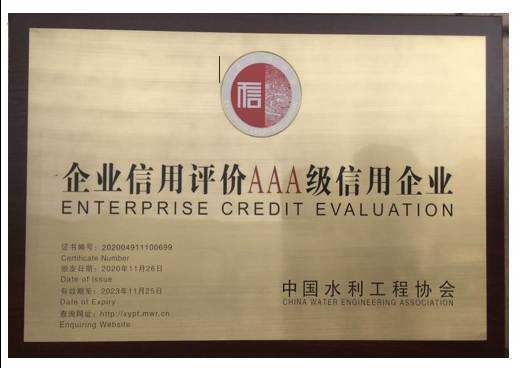 信
企业信用评价AAA级信用企业
ENTERPRISE CREDIT EVALUATION
证书编号：202004911100699
Certificate Number
颁发日期：2020年11月26日
Date of Issue
有效期至：2023年11月25日
Date of Expiry
查询网址：http://xypt.mwr.cn
Enquiring Website
中国水利工程协会
CHINA WATER ENGINEERING ASSOCIATION